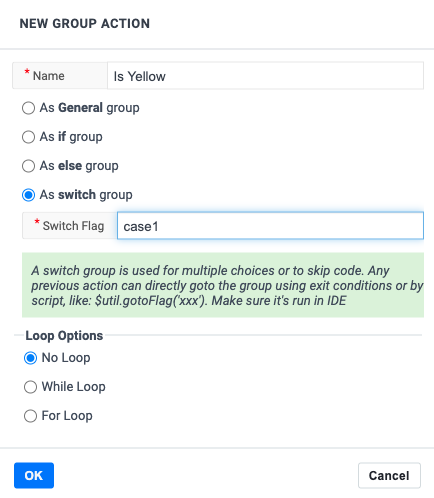 NEW GROUP ACTION
* Name Is Yellow
As General group
As if group
As else group
As switch group
* Switch Flag case1
A switch group is used for multiple choices or to skip code. Any
previous action can directly goto the group using exit conditions or by
script, like: $util.gotoFlag('xxx'). Make sure it's run in IDE
Loop Options
No Loop
While Loop
For Loop
OK Cancel